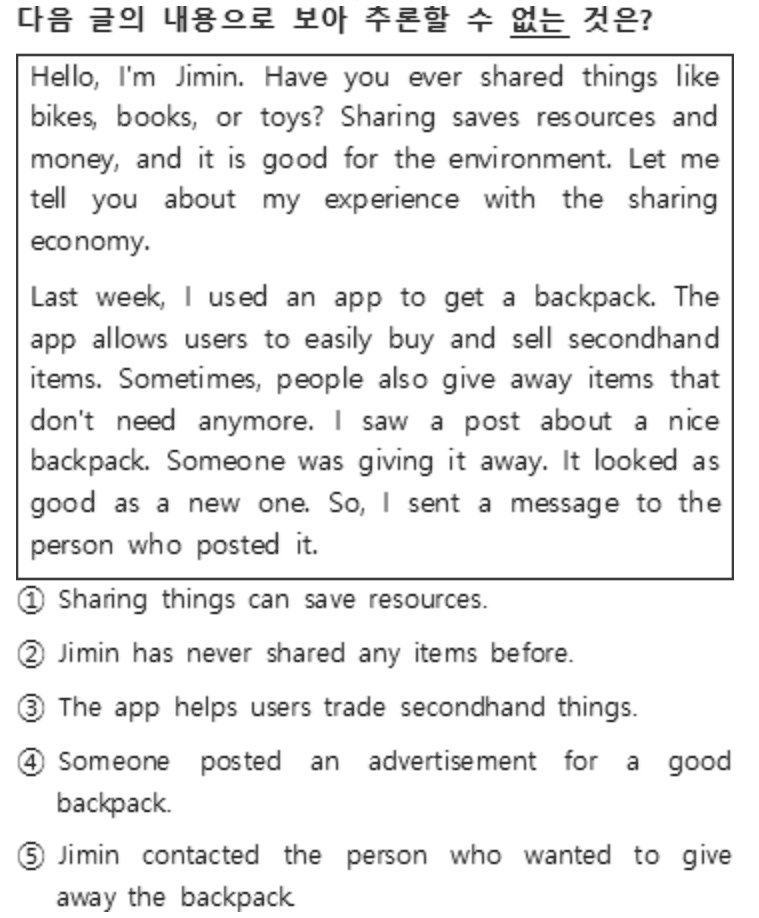 다음 글의 내용으로 보아 추론할 수 없는 것은?
Hello, I'm Jimin. Have you ever shared things like
bikes, books, or toys? Sharing saves resources and
money, and it is good for the environment. Let me
tell you about my experience with the sharing
economy.
Last week, I used an app to get a backpack. The
app allows users to easily buy and sell secondhand
items. Sometimes, people also give away items that
don't need anymore. I saw a post about a nice
backpack. Someone was giving it away. It looked as
good as a new one. So, I sent a message to the
person who posted it.
① Sharing things can save resources.
② Jimin has never shared any items before.
③ The app helps users trade secondhand things.
④ Someone posted an advertisement for a good
backpack.
⑤ Jimin contacted the person who wanted to give
away the backpack.